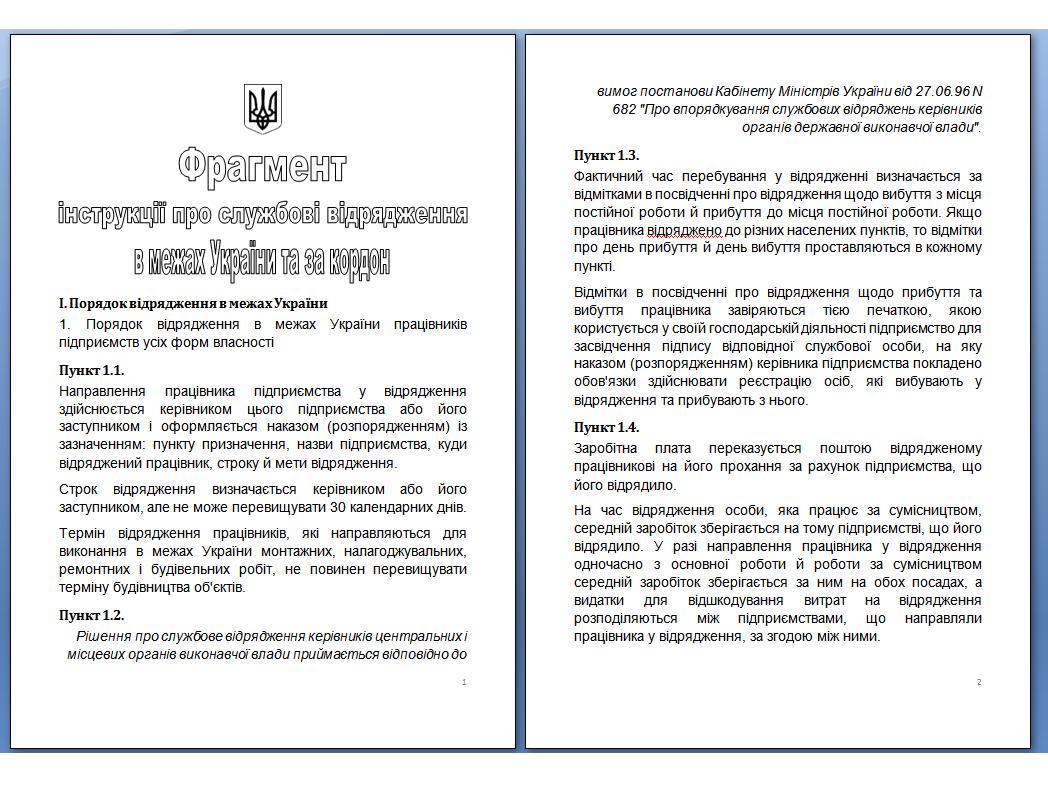 Фрагмент
інструкції про службові відрядження
в межах України та за кордон
І. Порядок відрядження в межах України
1. Порядок відрядження в межах України працівників
підприємств усіх форм власності
Пункт 1.1.
Направлення працівника підприємства у відрядження
здійснюється керівником цього підприємства або його
заступником і оформляється наказом (розпорядженням) із
зазначенням: пункту призначення, назви підприємства, куди
відряджений працівник, строку й мети відрядження.
Строк відрядження визначається керівником або його
заступником, але не може перевищувати 30 календарних днів.
Термін відрядження працівників, які направляються для
виконання в межах України монтажних, налагоджувальних,
ремонтних і будівельних робіт, не повинен перевищувати
терміну будівництва об'єктів.
Пункт 1.2.
Рішення про службове відрядження керівників центральних і
місцевих органів виконавчої влади приймається відповідно до
1
вимог постанови Кабінету Міністрів України від 27.06.96 N
682 "Про впорядкування службових відряджень керівників
органів державної виконавчої влади".
Пункт 1.3.
Фактичний час перебування у відрядженні визначається за
відмітками в посвідченні про відрядження щодо вибуття з місця
постійної роботи й прибуття до місця постійної роботи. Якщо
працівника відряджено до різних населених пунктів, то відмітки
про день прибуття й день вибуття проставляються в кожному
пункті.
Відмітки в посвідченні про відрядження щодо прибуття та
вибуття працівника завіряються тією печаткою, якою
користується у своїй господарській діяльності підприємство для
засвідчення підпису відповідної службової особи, на яку
наказом (розпорядженням) керівника підприємства покладено
обов'язки здійснювати реєстрацію осіб, які вибувають у
відрядження та прибувають з нього.
Пункт 1.4.
Заробітна плата переказується поштою відрядженому
працівникові на його прохання за рахунок підприємства, що
його відрядило.
На час відрядження особи, яка працює за сумісництвом,
середній заробіток зберігається на тому підприємстві, що його
відрядило. У разі направлення працівника у відрядження
одночасно з основної роботи й роботи за сумісництвом
середній заробіток зберігається за ним на обох посадах, а
видатки для відшкодування витрат на відрядження
розподіляються між підприємствами, що направляли
працівника у відрядження, за згодою між ними.
2